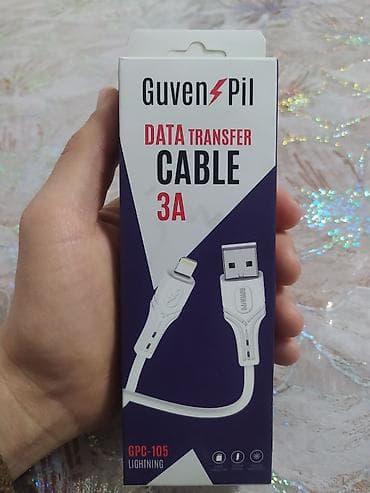 Guven Pil
DATA TRANSFER
CABLE
3A
GPC-105
LIGHTNING